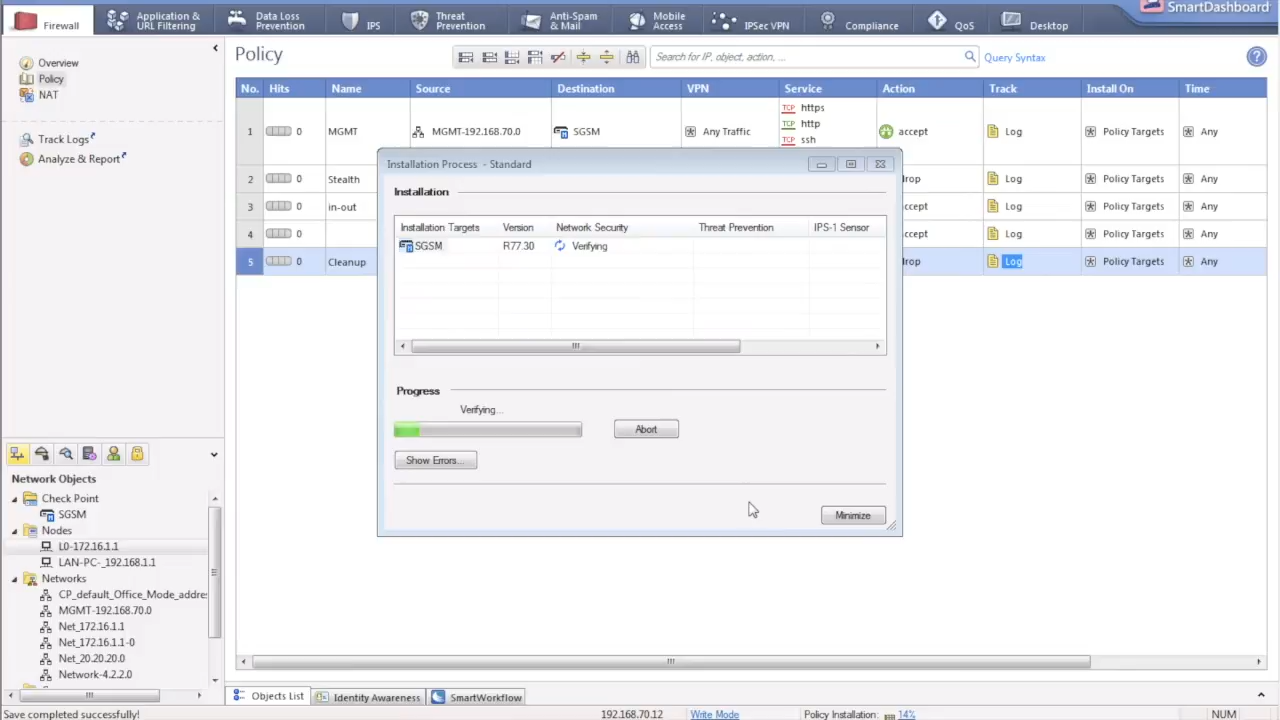 Firewall
Application &
URL Filtering
Data Loss
Prevention
IPS
Threat
Prevention
Anti-Spam
& Mail
Mobile
Access
IPSec VPN
Compliance
QoS
Desktop
SmartDashboard
Overview
Policy
NAT
Track Logs
Analyze & Report
Policy
Search for IP, object, action, ...
Query Syntax
No. Hits Name Source Destination VPN Service Action Track Install On Time
1 0 MGMT MGMT-192.168.70.0 SGSM Any Traffic TCP https accept Log Policy Targets Any
TCP http
TCP ssh
2 0 Stealth drop Log Policy Targets Any
3 0 in-out accept Log Policy Targets Any
4 0 accept Log Policy Targets Any
5 0 Cleanup drop Log Policy Targets Any
Installation Process - Standard
Installation
Installation Targets Version Network Security Threat Prevention IPS-1 Sensor
SGSM R77.30 Verifying
Progress
Verifying...
Abort
Show Errors...
Minimize
Network Objects
Check Point
SGSM
Nodes
L0-172.16.1.1
LAN-PC-_192.168.1.1
Networks
CP_default_Office_Mode_addres
MGMT-192.168.70.0
Net_172.16.1.1
Net_172.16.1.1-0
Net_20.20.20.0
Network-4.2.2.0
Objects List
Identity Awareness
SmartWorkflow
Save completed successfully!
192.168.70.12
Write Mode
Policy Installation: 14%
NUM